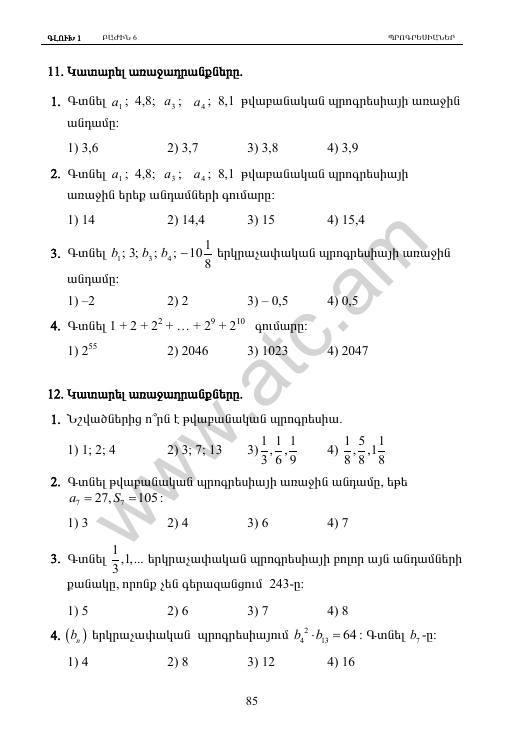 ԳԼՈՒԽ 1 ԲԱԺԻՆ 6 ՊՐՈԳՐԵՍԻԱՆԵՐ
11. Կատարել առաջադրանքները.
1. Գտնել a₁ ; 4,8; a₃ ; a₄ ; 8,1 թվաբանական պրոգրեսիայի առաջին
անդամը:
1) 3,6 2) 3,7 3) 3,8 4) 3,9
2. Գտնել a₁ ; 4,8; a₃ ; a₄ ; 8,1 թվաբանական պրոգրեսիայի
առաջին երեք անդամների գումարը:
1) 14 2) 14,4 3) 15 4) 15,4
3. Գտնել b₁ ; 3; b₃ ; b₄ ; −10 1/8 երկրաչափական պրոգրեսիայի առաջին
անդամը:
1) –2 2) 2 3) – 0,5 4) 0,5
4. Գտնել 1 + 2 + 2² + … + 2⁹ + 2¹⁰ գումարը:
1) 2⁵⁵ 2) 2046 3) 1023 4) 2047
12. Կատարել առաջադրանքները.
1. Նշվածներից ո՞րն է թվաբանական պրոգրեսիա.
1) 1; 2; 4 2) 3; 7; 13 3) 1/3, 1/6, 1/9 4) 1/8, 5/8, 1 1/8
2. Գտնել թվաբանական պրոգրեսիայի առաջին անդամը, եթե
a₇ = 27, S₇ = 105 :
1) 3 2) 4 3) 6 4) 7
3. Գտնել 1/3 ,1,... երկրաչափական պրոգրեսիայի բոլոր այն անդամների
քանակը, որոնք չեն գերազանցում 243-ը:
1) 5 2) 6 3) 7 4) 8
4. (bₙ) երկրաչափական պրոգրեսիայում b₄² · b₁₃ = 64 : Գտնել b₇ -ը:
1) 4 2) 8 3) 12 4) 16
85
www.atc.am